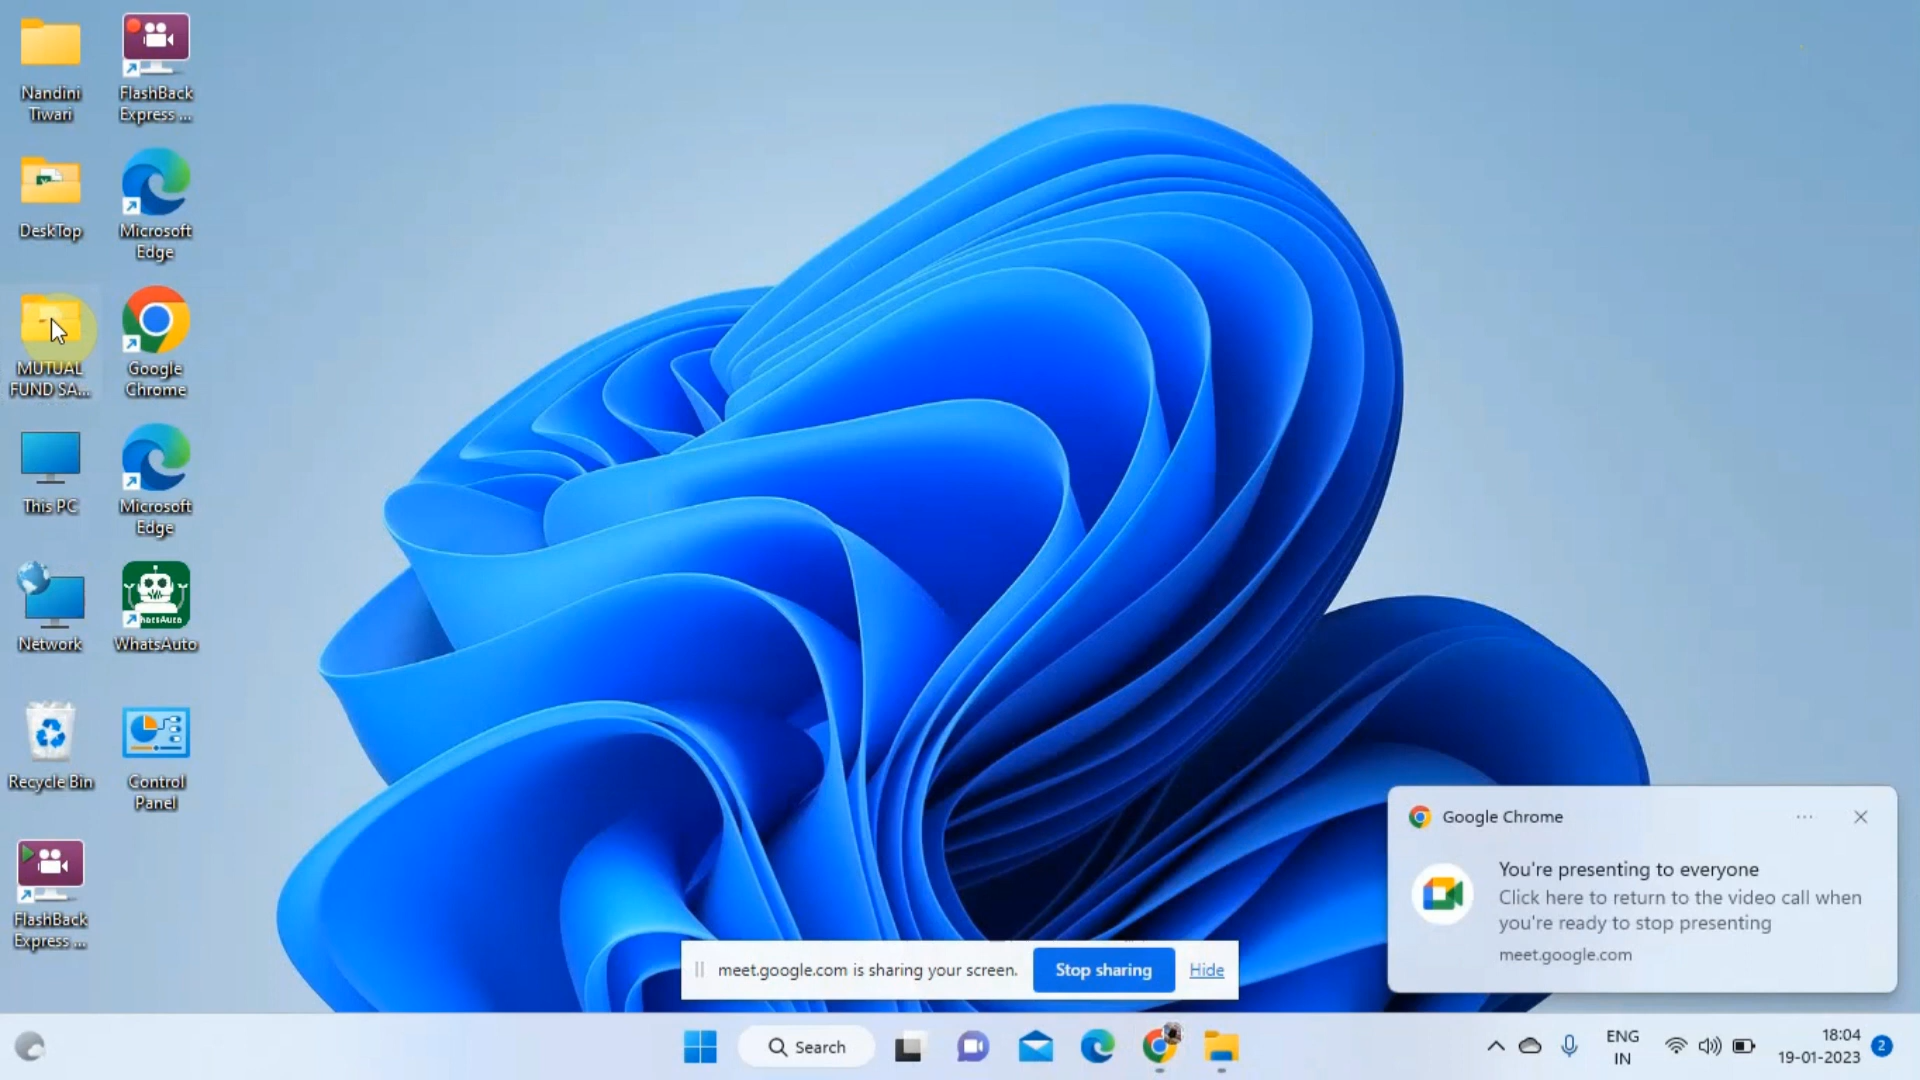 Nandini
Tiwari
FlashBack
Express ...
DeskTop
Microsoft
Edge
MUTUAL
FUND SA...
Google
Chrome
This PC
Microsoft
Edge
Network
WhatsAuto
WhatsAuto
Recycle Bin
Control
Panel
FlashBack
Express ...
Google Chrome
You're presenting to everyone
Click here to return to the video call when
you're ready to stop presenting
meet.google.com
meet.google.com is sharing your screen.
Stop sharing
Hide
Search
ENG
IN
18:04
19-01-2023
2